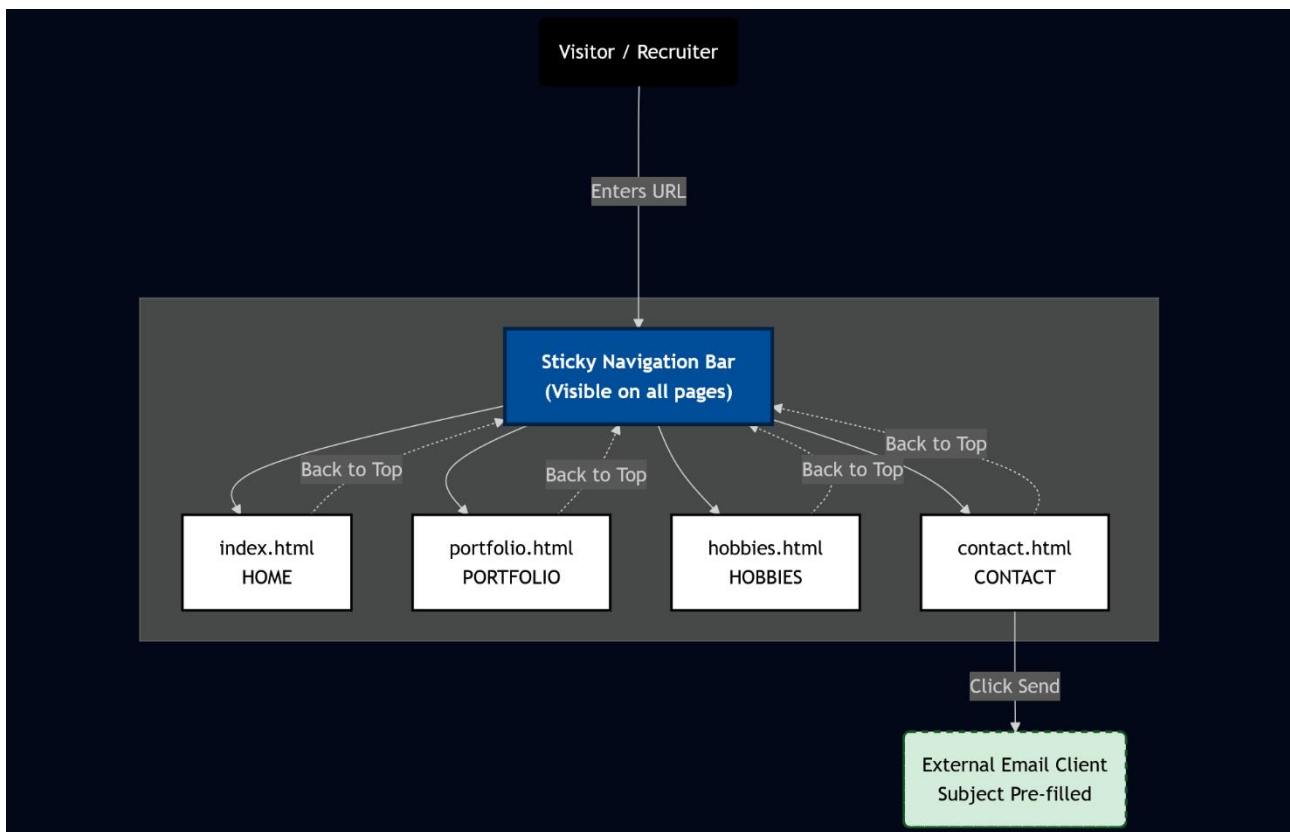 Visitor / Recruiter
Enters URL
Sticky Navigation Bar
(Visible on all pages)
Back to Top
Back to Top
Back to Top
Back to Top
index.html
HOME
portfolio.html
PORTFOLIO
hobbies.html
HOBBIES
contact.html
CONTACT
Click Send
External Email Client
Subject Pre-filled